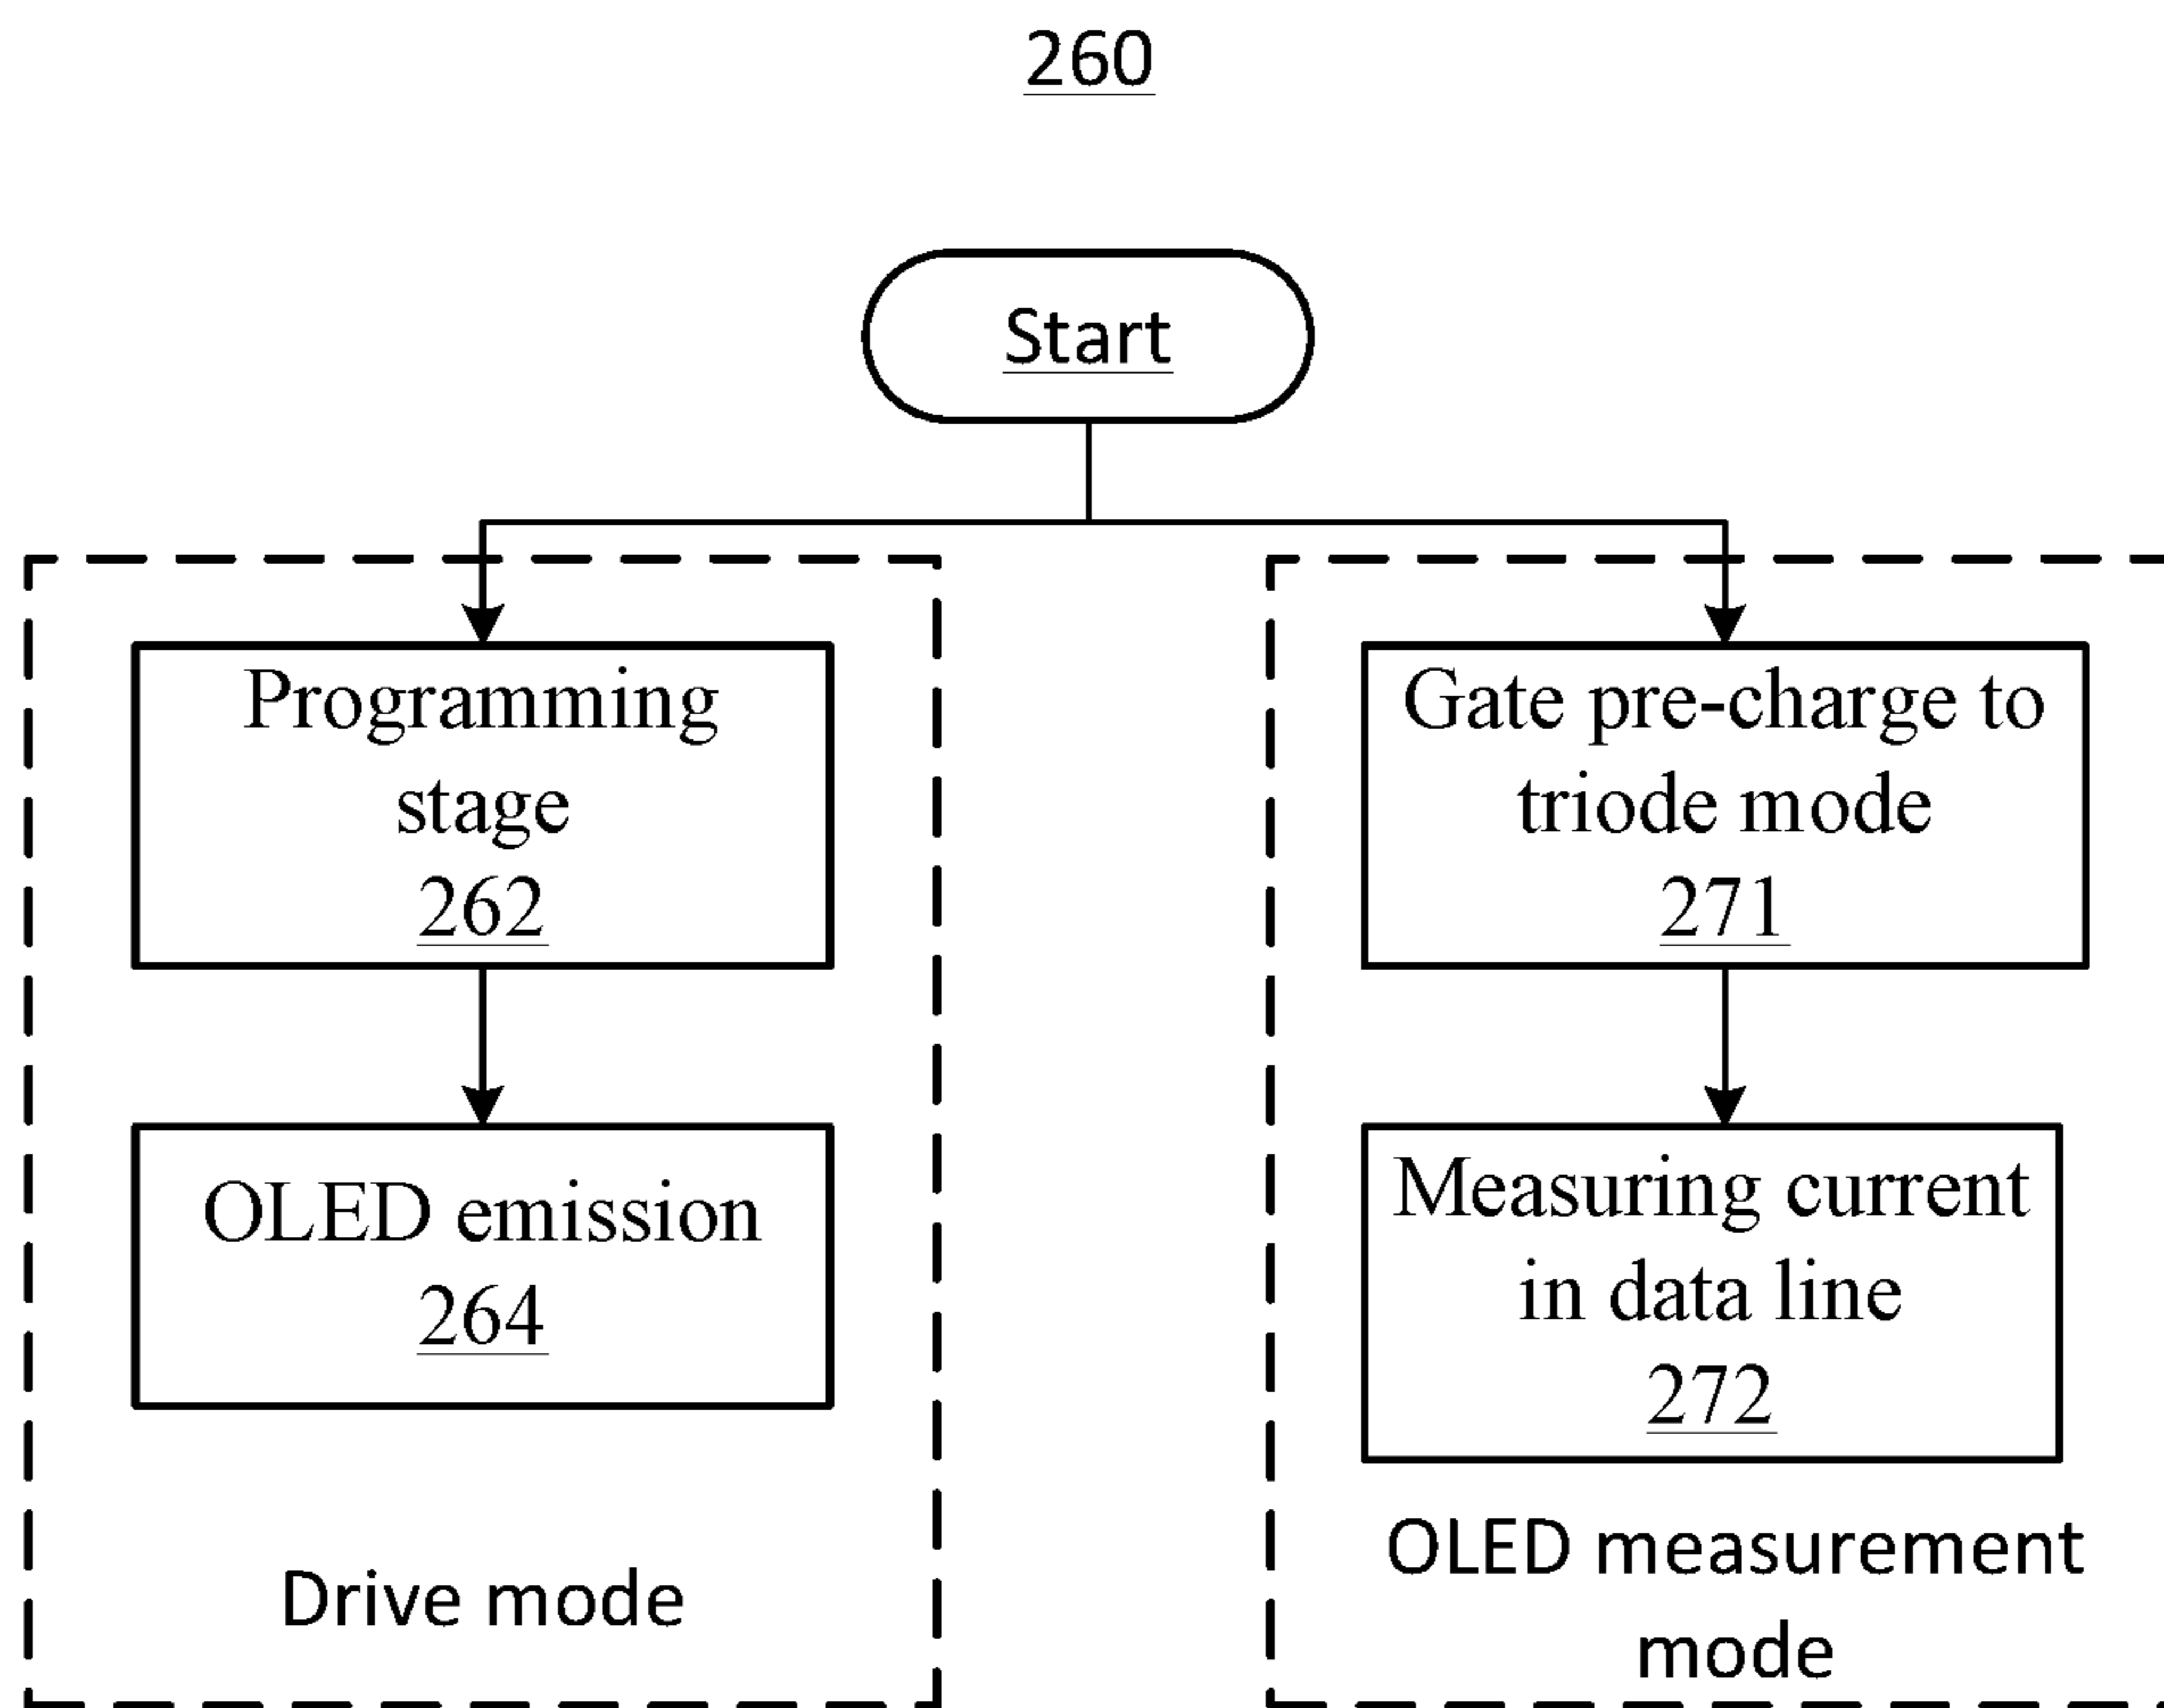 260
Start
Programming
stage
262
OLED emission
264
Drive mode
Gate pre-charge to
triode mode
271
Measuring current
in data line
272
OLED measurement
mode